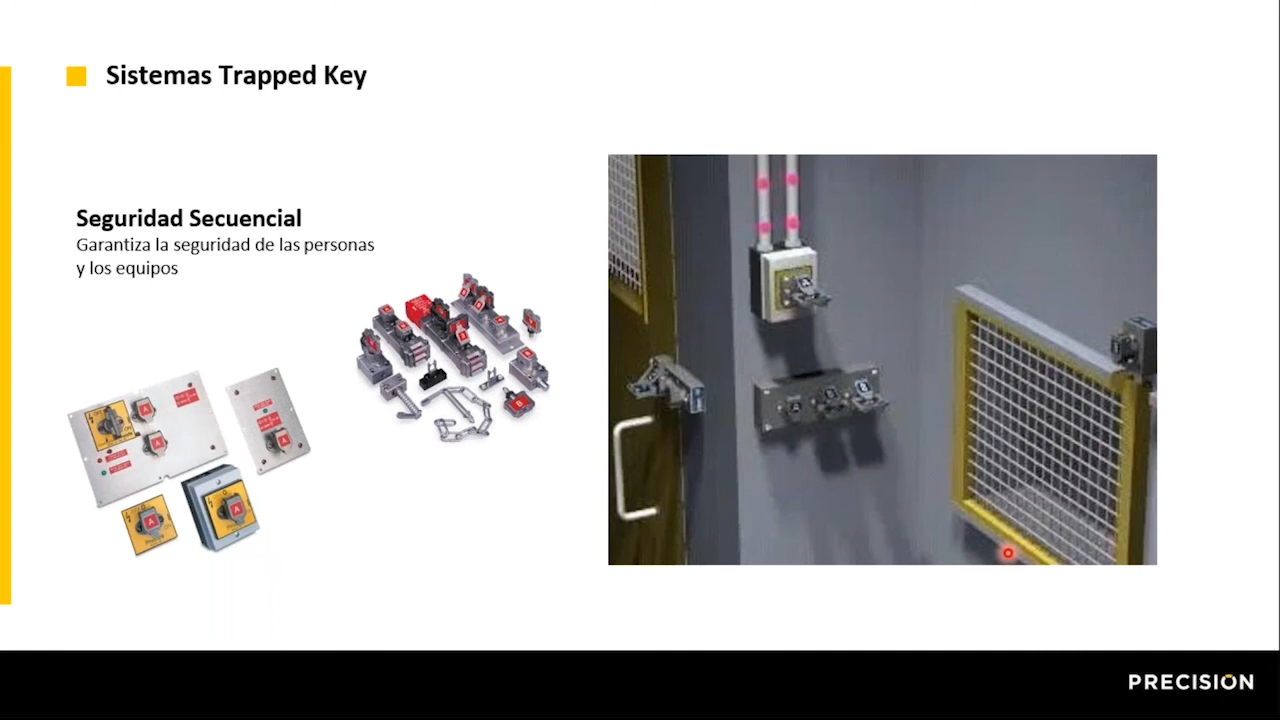 Sistemas Trapped Key
Seguridad Secuencial
Garantiza la seguridad de las personas
y los equipos
A
A
A
A
A
A
B
PRECISION